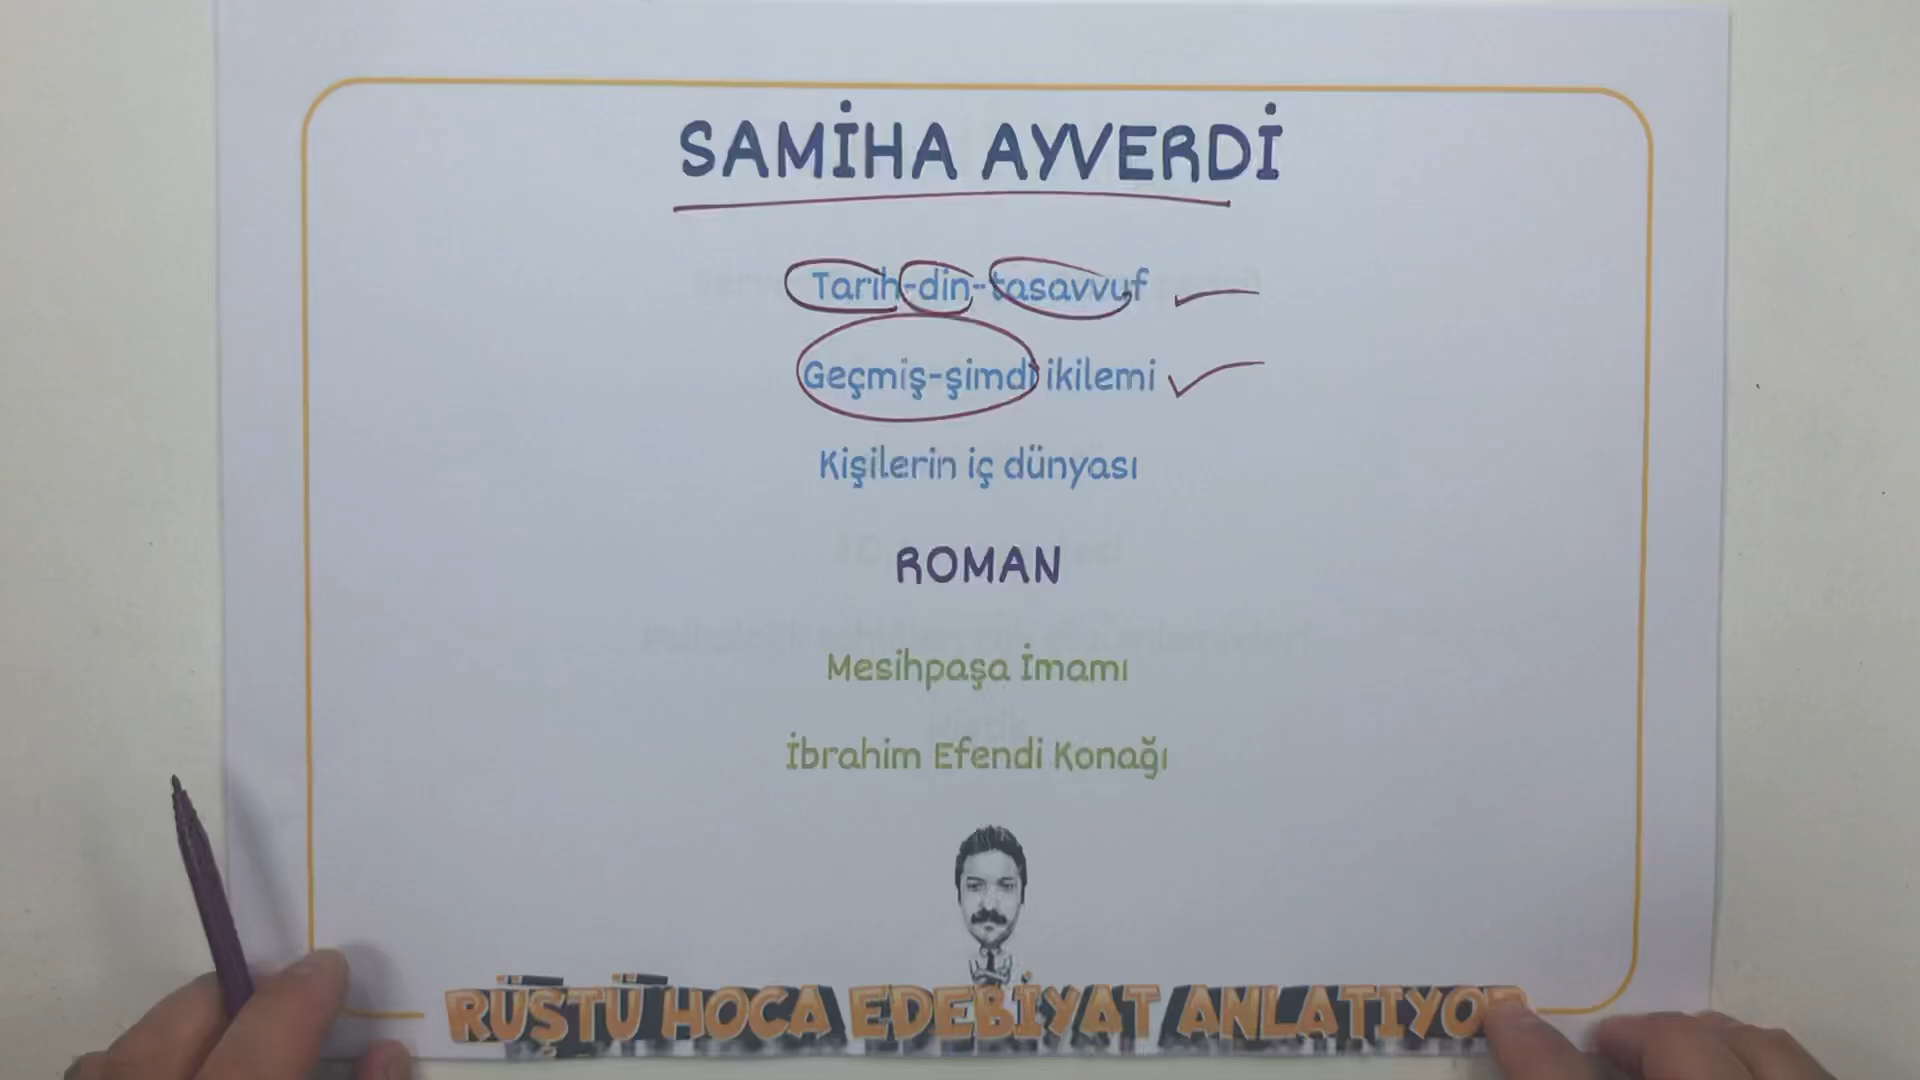 SAMİHA AYVERDİ
Tarih-din-tasavvuf
Geçmiş-şimdi ikilemi
Kişilerin iç dünyası
ROMAN
Mesihpaşa İmamı
İbrahim Efendi Konağı
RÜŞTÜ HOCA EDEBİYAT ANLATIYOR